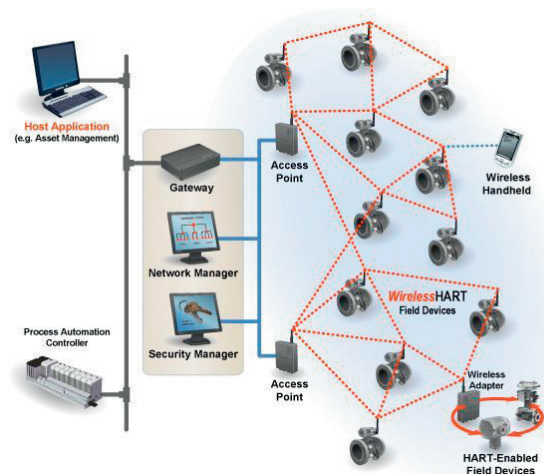 Host Application
(e.g. Asset Management)
Gateway
Access
Point
Wireless
Handheld
Network Manager
WirelessHART
Field Devices
Process Automation
Controller
Security Manager
Access
Point
Wireless
Adapter
HART-Enabled
Field Devices